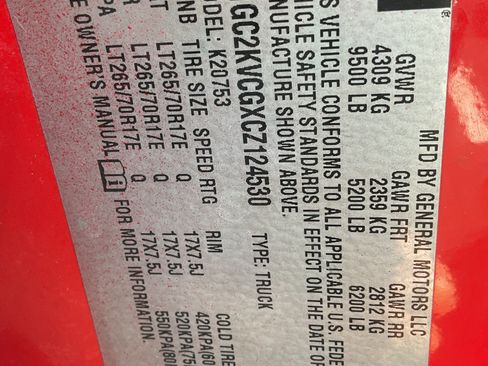 MFD BY GENERAL MOTORS LLC
GVWR GAWR FRT GAWR RR
4309 KG 2359 KG 2812 KG
9500 LB 5200 LB 6200 LB
S VEHICLE CONFORMS TO ALL APPLICABLE U.S. FEDE
HICLE SAFETY STANDARDS IN EFFECT ON THE DATE OF
NUFACTURE SHOWN ABOVE.
GC2KVCGXCZ124530 TYPE: TRUCK
NB MODEL: K20753
TIRE SIZE SPEED RTG RIM COLD TIRE
LT265/70R17E Q 17X7.5J 420KPA(60
LT265/70R17E Q 17X7.5J 520KPA(75
LT265/70R17E Q 17X7.5J 550KPA(80
E OWNER'S MANUAL FOR MORE INFORMATION.